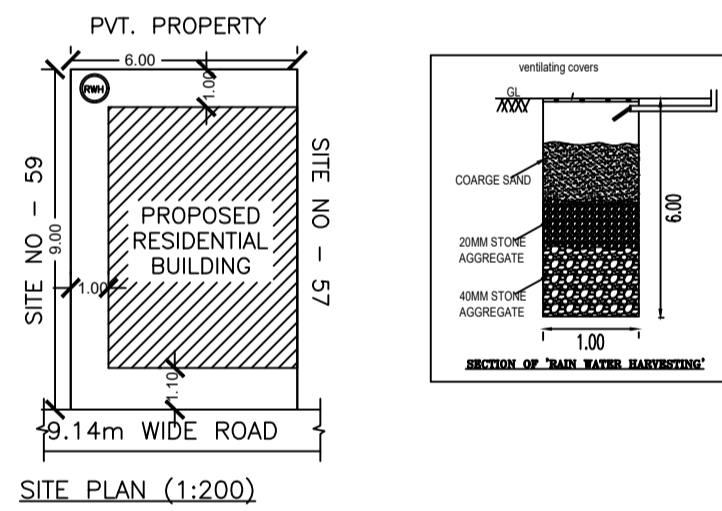 PVT. PROPERTY
6.00
RWH
1.00
SITE NO - 59
9.00
PROPOSED
RESIDENTIAL
BUILDING
SITE NO - 57
1.00
1.10
9.14m WIDE ROAD
SITE PLAN (1:200)
ventilating covers
GL
COARGE SAND
20MM STONE
AGGREGATE
40MM STONE
AGGREGATE
6.00
1.00
SECTION OF 'RAIN WATER HARVESTING'